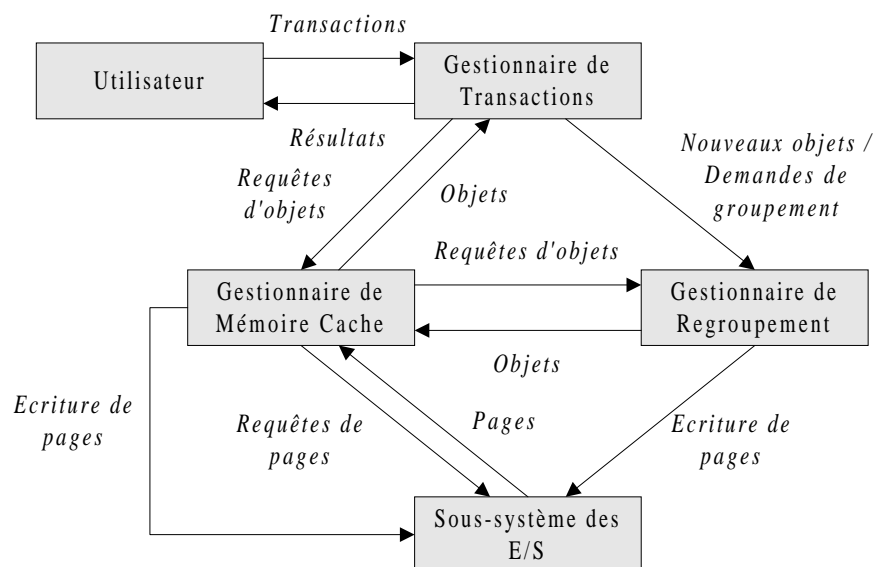 Transactions
Utilisateur
Gestionnaire de
Transactions
Résultats
Nouveaux objets /
Demandes de
groupement
Requêtes
d'objets
Objets
Requêtes d'objets
Gestionnaire de
Mémoire Cache
Gestionnaire de
Regroupement
Objets
Ecriture de
pages
Requêtes de
pages
Pages
Ecriture de
pages
Sous-système des
E/S